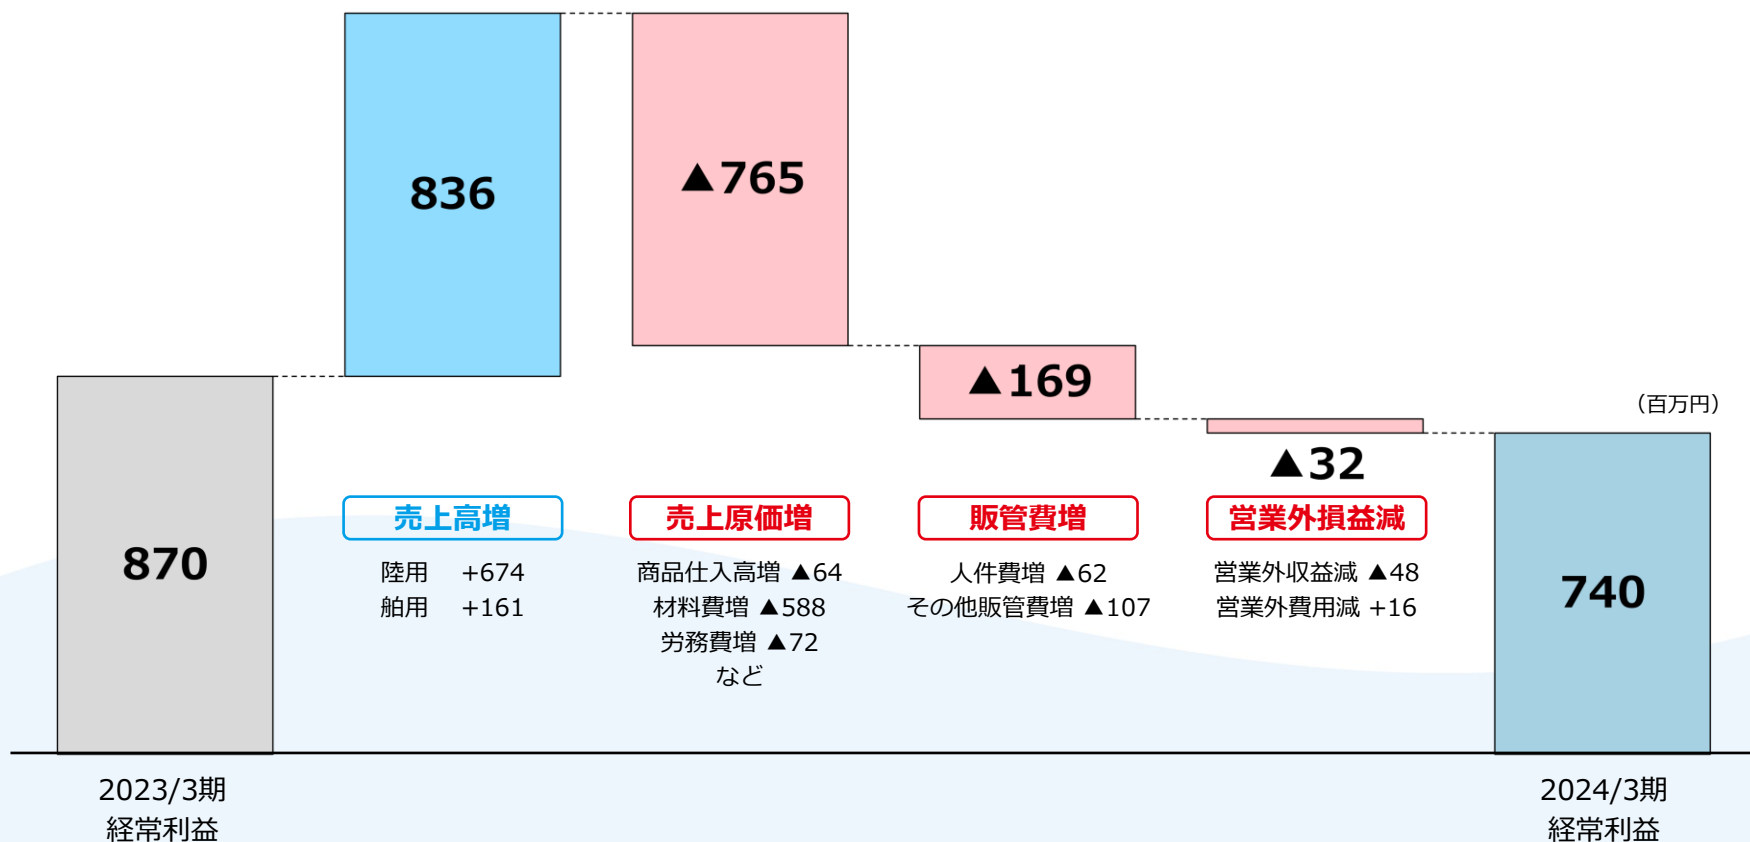 836
▲765
▲169
(百万円)
▲32
870
740
売上高増
陸用 +674
舶用 +161
売上原価増
商品仕入高増 ▲64
材料費増 ▲588
労務費増 ▲72
など
販管費増
人件費増 ▲62
その他販管費増 ▲107
営業外損益減
営業外収益減 ▲48
営業外費用減 +16
2023/3期
経常利益
2024/3期
経常利益